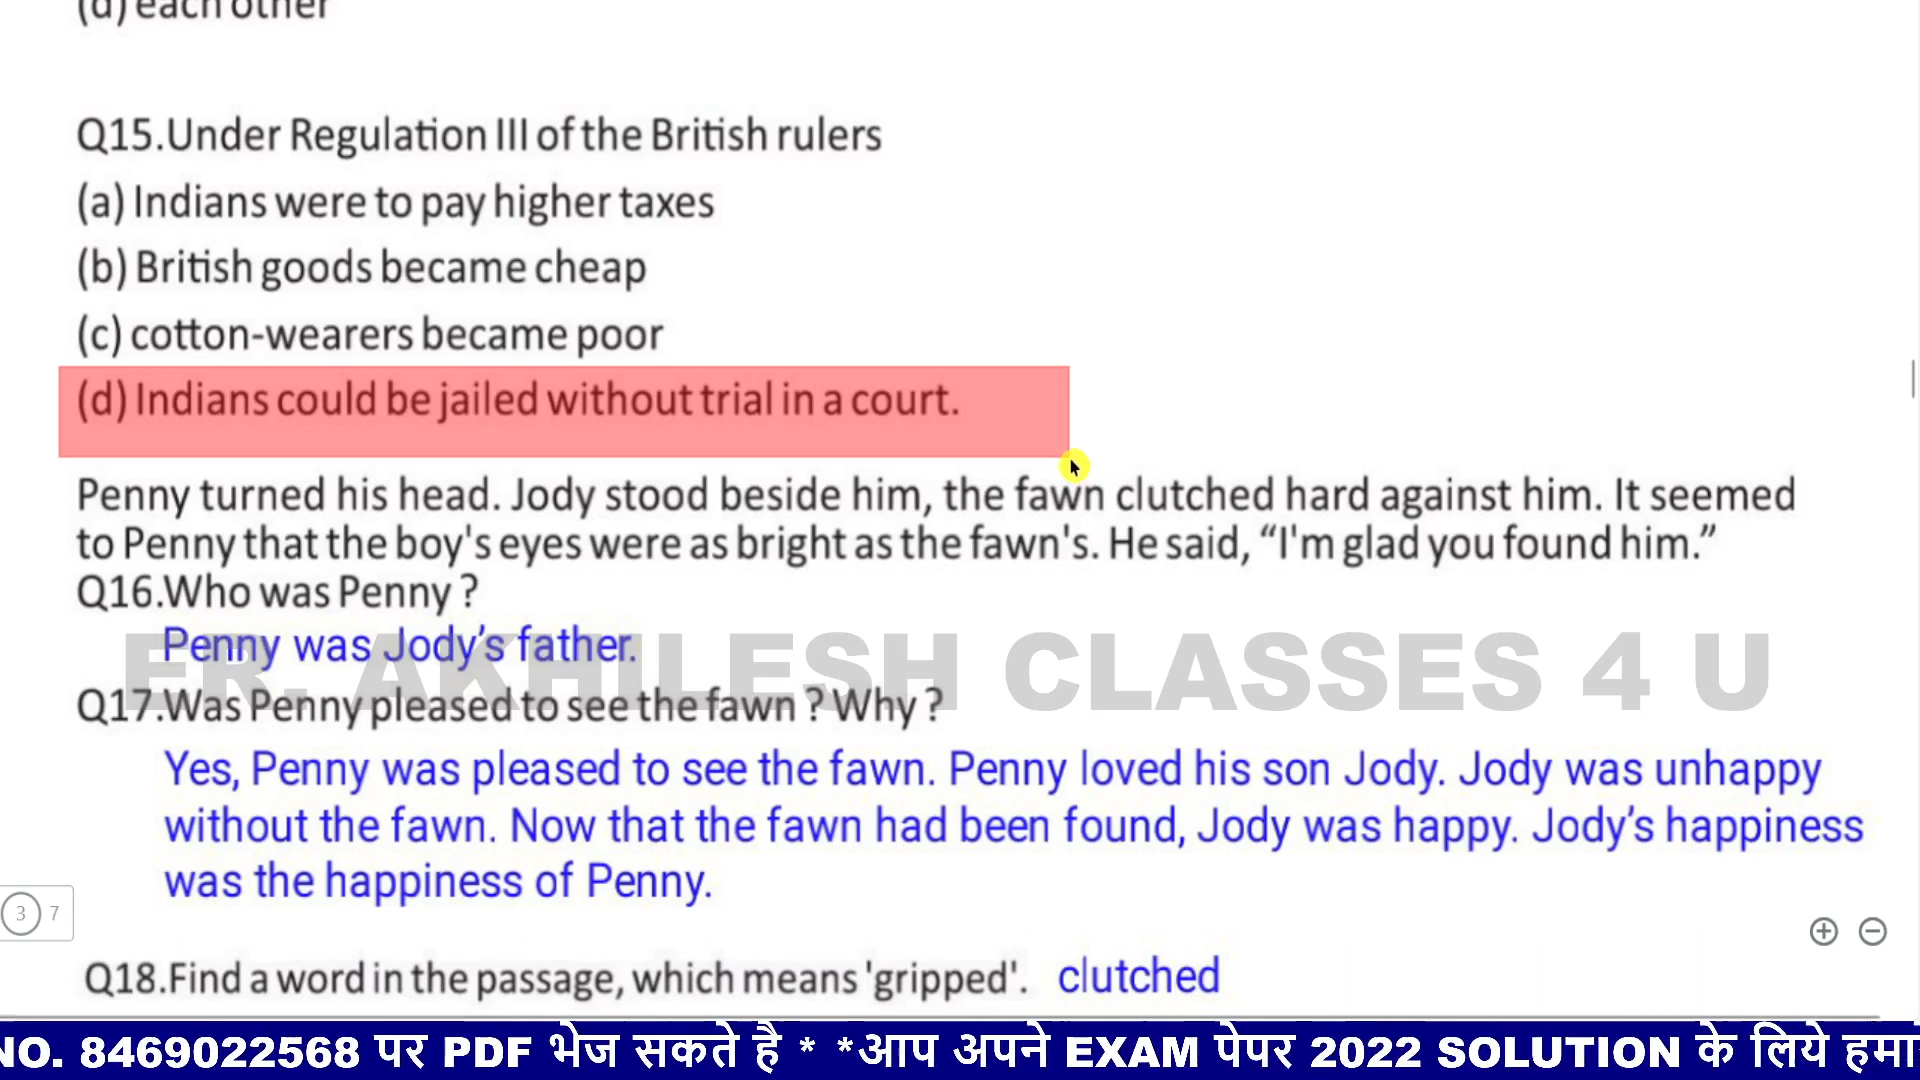 (d) each other
Q15.Under Regulation III of the British rulers
(a) Indians were to pay higher taxes
(b) British goods became cheap
(c) cotton-wearers became poor
(d) Indians could be jailed without trial in a court.
Penny turned his head. Jody stood beside him, the fawn clutched hard against him. It seemed
to Penny that the boy's eyes were as bright as the fawn's. He said, “I'm glad you found him.”
Q16.Who was Penny ?
Penny was Jody’s father.
ER. AKHILESH CLASSES 4 U
Q17.Was Penny pleased to see the fawn ? Why ?
Yes, Penny was pleased to see the fawn. Penny loved his son Jody. Jody was unhappy
without the fawn. Now that the fawn had been found, Jody was happy. Jody’s happiness
was the happiness of Penny.
3 7
Q18.Find a word in the passage, which means 'gripped'. clutched
NO. 8469022568 पर PDF भेज सकते है * *आप अपने EXAM पेपर 2022 SOLUTION के लिये